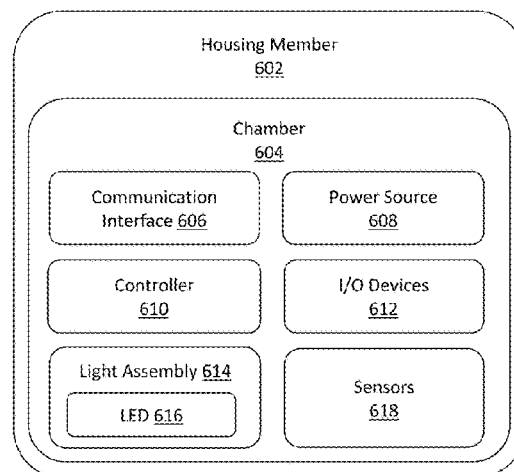 Housing Member
602
Chamber
604
Communication
Interface 606
Power Source
608
Controller
610
I/O Devices
612
Light Assembly 614
LED 616
Sensors
618